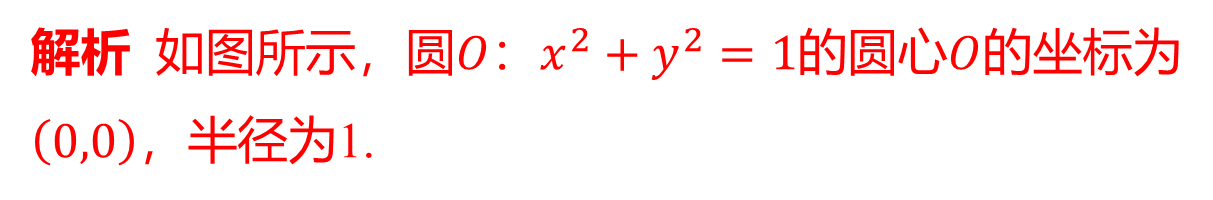 解析 如图所示，圆O：x² + y² = 1的圆心O的坐标为
(0,0)，半径为1.